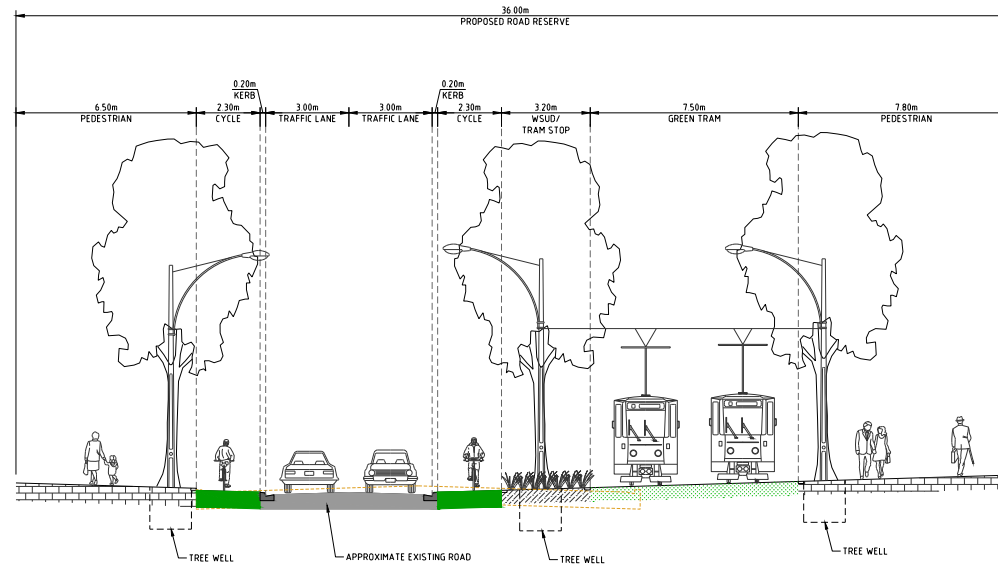 36.00m
PROPOSED ROAD RESERVE
0.20m
KERB
0.20m
KERB
6.50m
PEDESTRIAN
2.30m
CYCLE
3.00m
TRAFFIC LANE
3.00m
TRAFFIC LANE
2.30m
CYCLE
3.20m
WSUD/
TRAM STOP
7.50m
GREEN TRAM
7.80m
PEDESTRIAN
TREE WELL
APPROXIMATE EXISTING ROAD
TREE WELL
TREE WELL